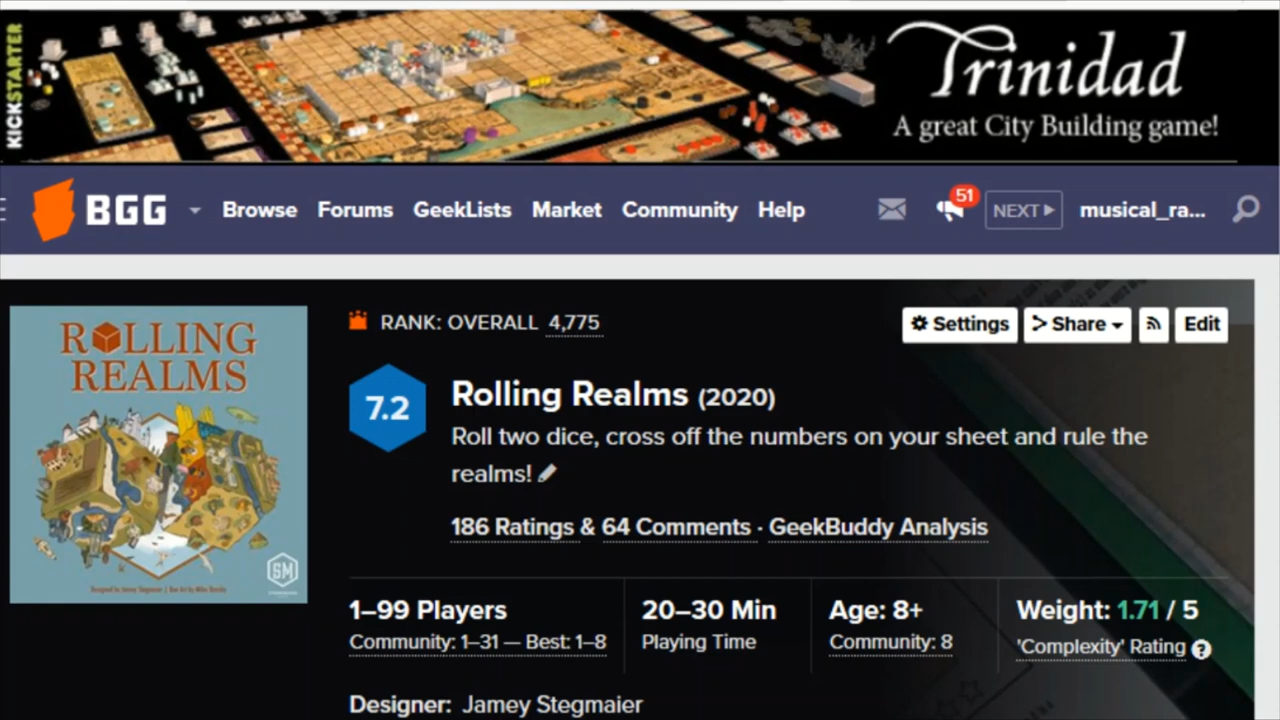 KICKSTARTER
Trinidad
A great City Building game!
BGG
Browse
Forums
GeekLists
Market
Community
Help
51
NEXT
musical_ra...
ROLLING
REALMS
SM
RANK: OVERALL 4,775
Settings
Share
Edit
7.2
Rolling Realms (2020)
Roll two dice, cross off the numbers on your sheet and rule the
realms!
186 Ratings & 64 Comments · GeekBuddy Analysis
1–99 Players
Community: 1–31 — Best: 1–8
20–30 Min
Playing Time
Age: 8+
Community: 8
Weight: 1.71 / 5
'Complexity' Rating ?
Designer: Jamey Stegmaier